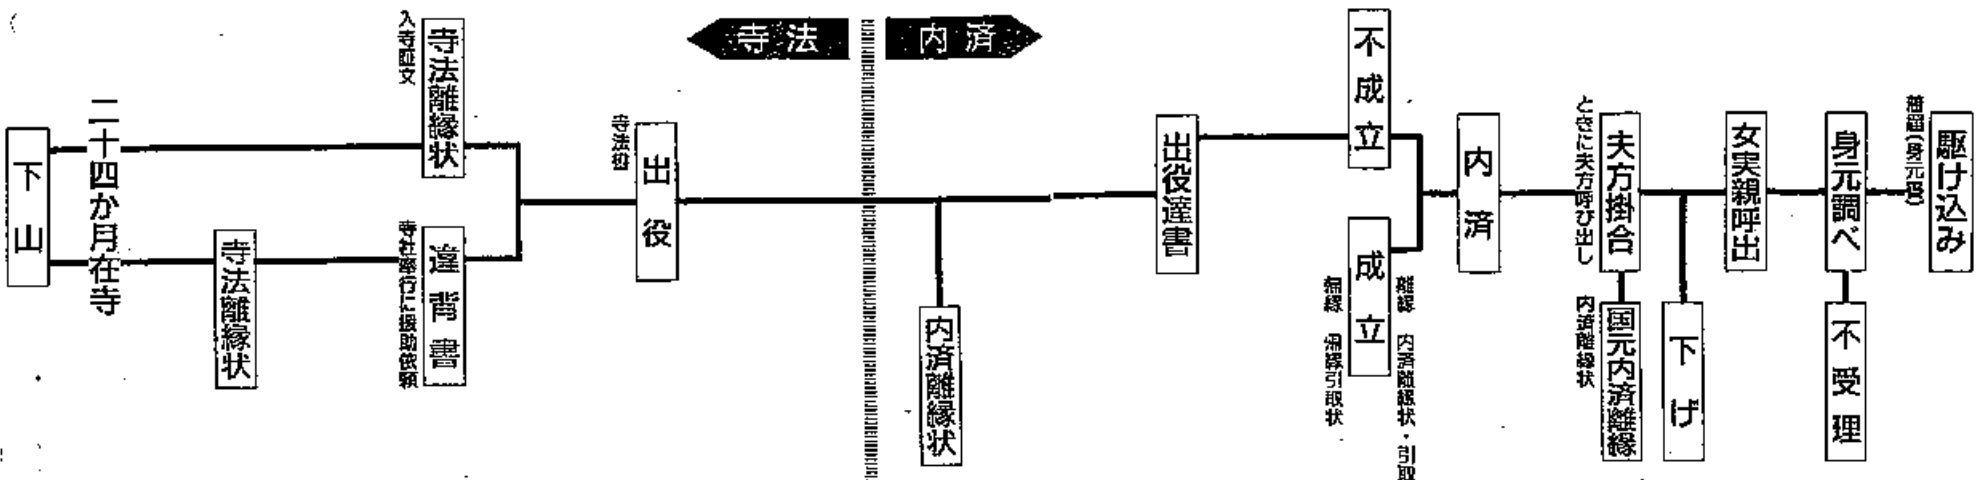 駆け込み
身元調べ
不受理
女実親呼出
下げ
夫方掛合
ときに夫方呼び出し
国元内済離縁
内済離縁状
内済
不成立
成立
離縁 内済離縁状・引取
帰縁 帰縁引取状
出役達書
内済
寺法
内済離縁状
出役
寺法書
寺法離縁状
入寺証文
違背書
寺社奉行に援助依頼
寺法離縁状
二十四か月在寺
下山